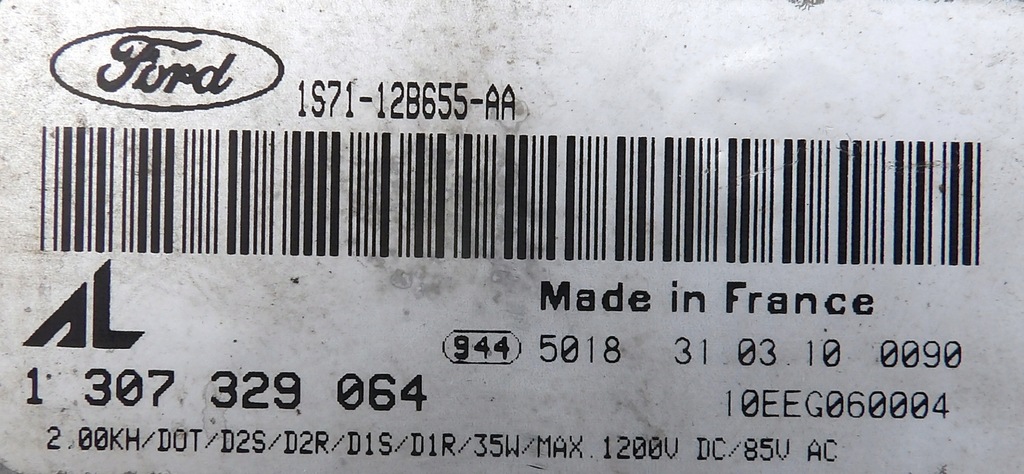 Ford
1S71-12B655-AA
Made in France
AL
944 5018 31 03 10 0090
1 307 329 064
10EEG060004
2.00KH/DOT/D2S/D2R/D1S/D1R/35W/MAX.1200V DC/85V AC